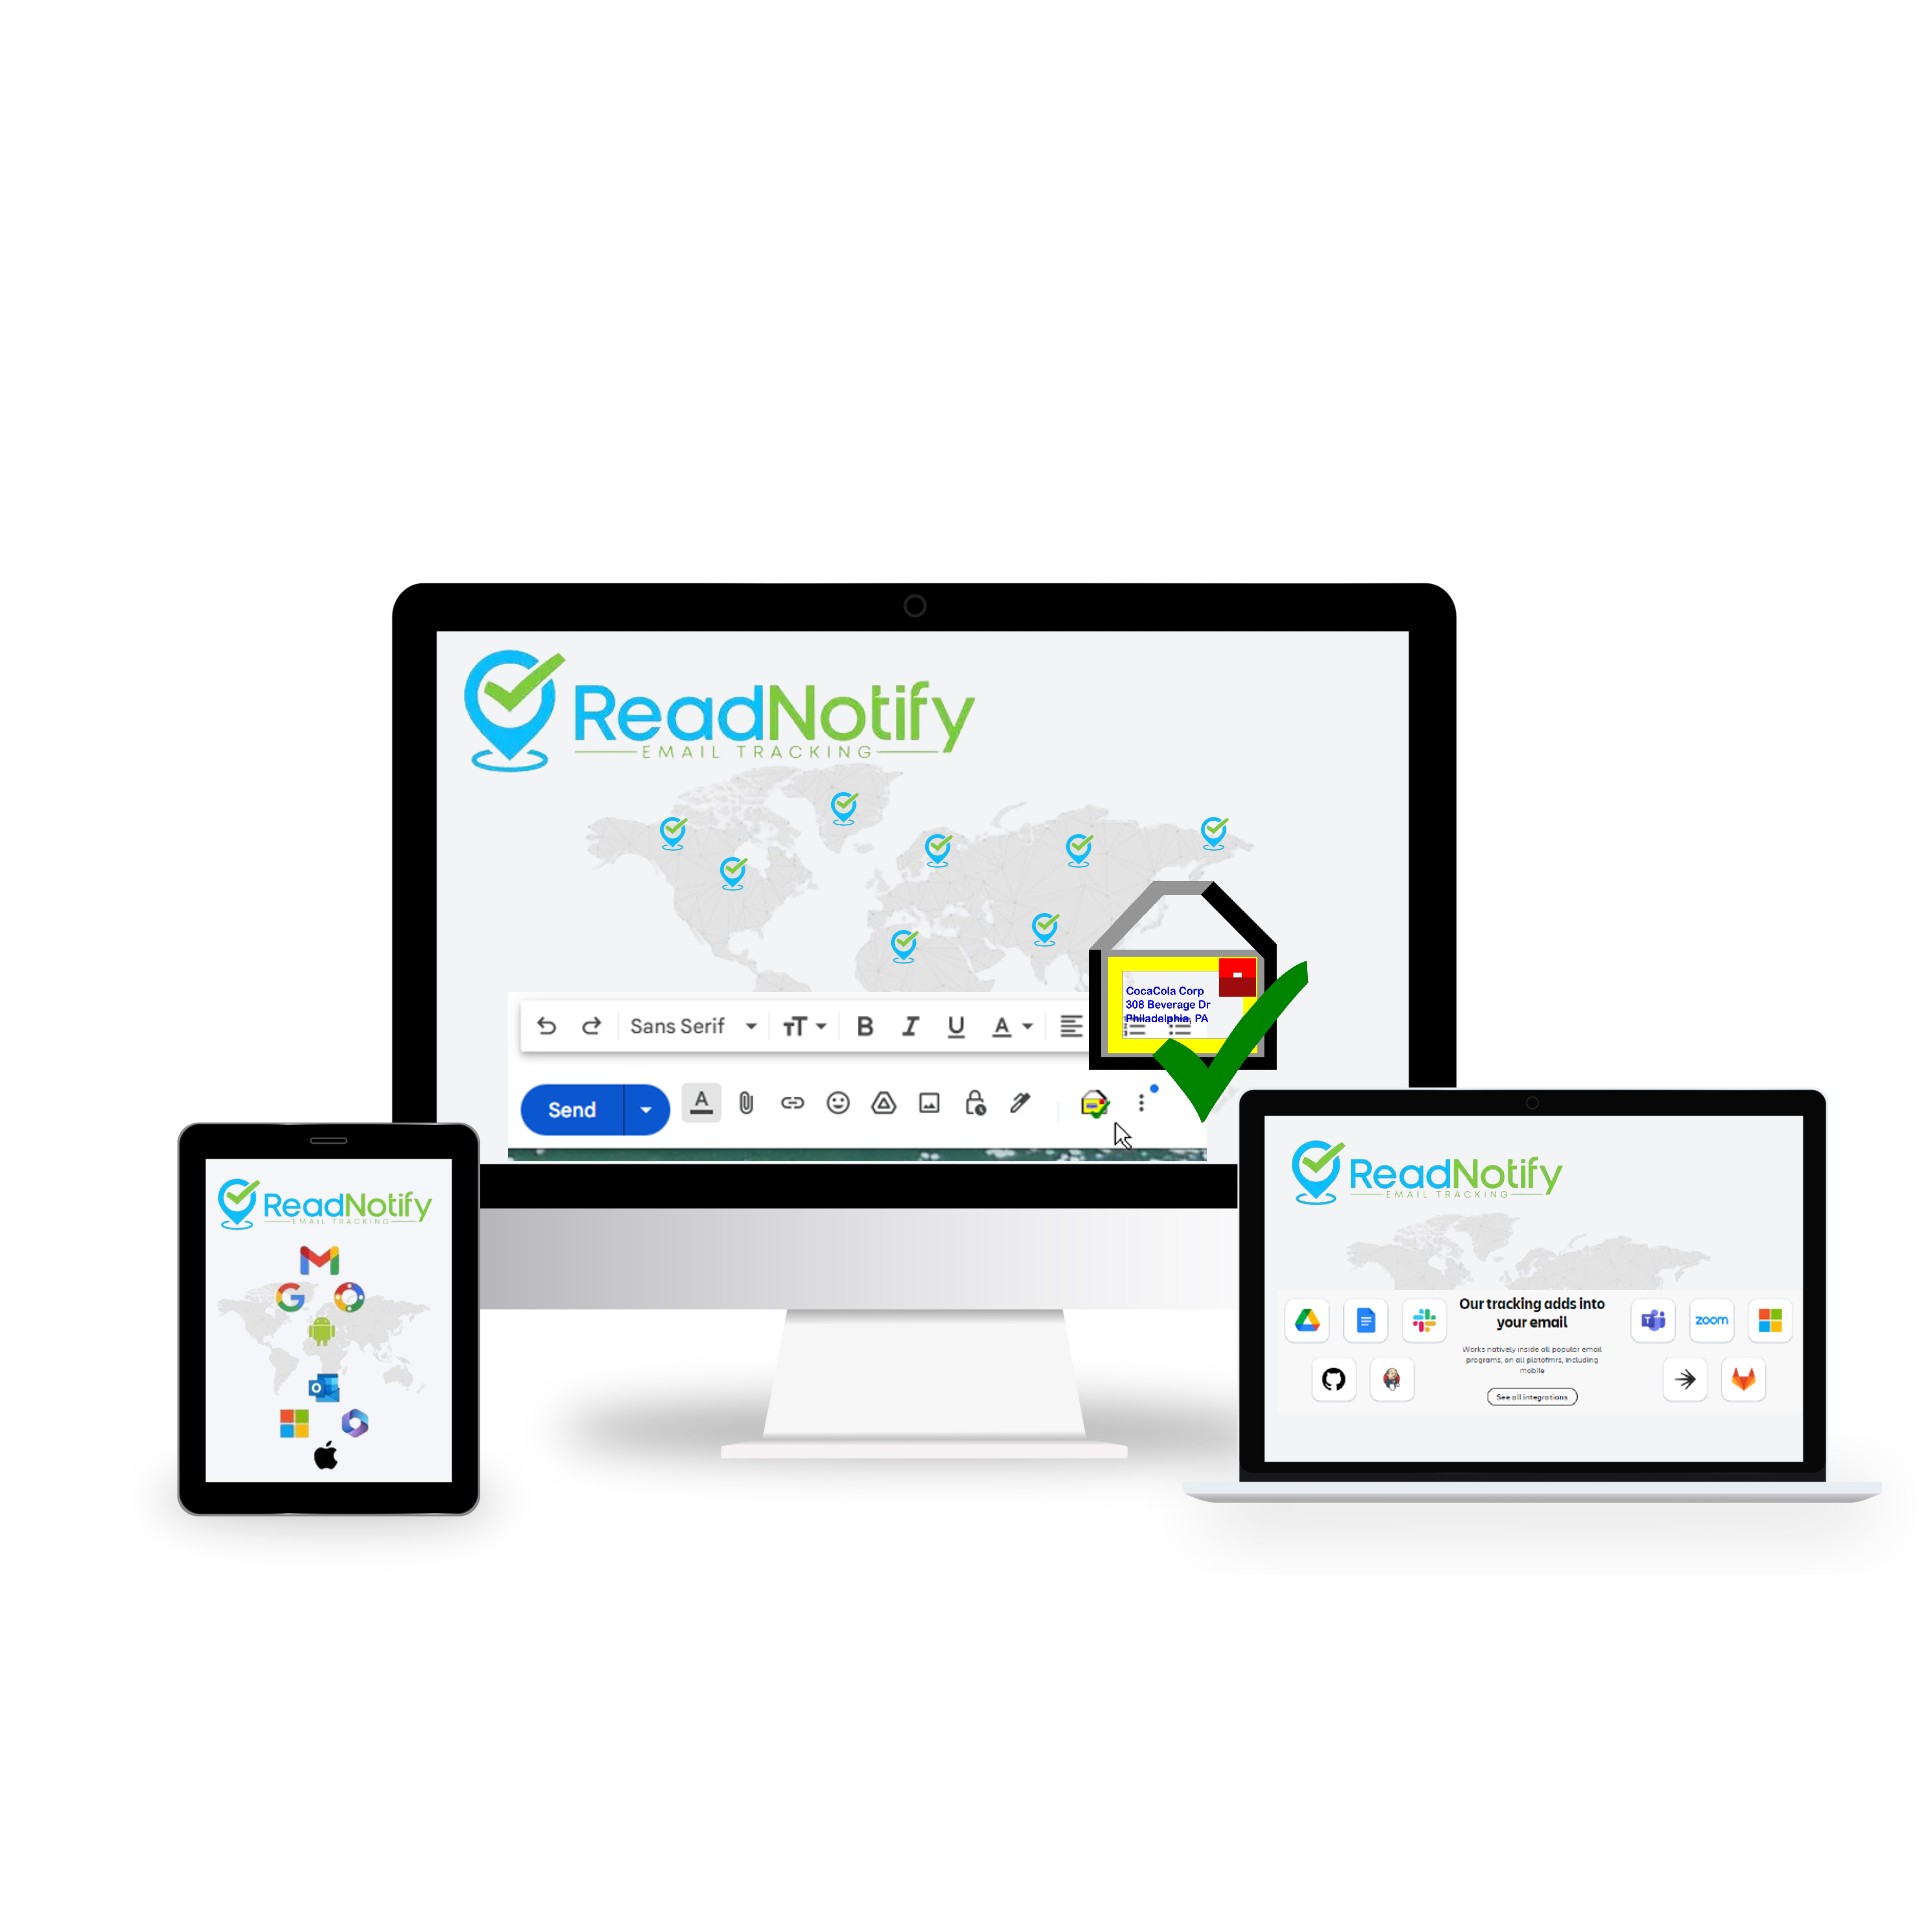 ReadNotify
EMAIL TRACKING
CocaCola Corp
308 Beverage Dr
Philadelphia, PA
Sans Serif
B I U A
Send
A
ReadNotify
EMAIL TRACKING
ReadNotify
EMAIL TRACKING
Our tracking adds into
your email
zoom
Works natively inside all popular email
programs, on all platofmrs, including
mobile
See all integrations